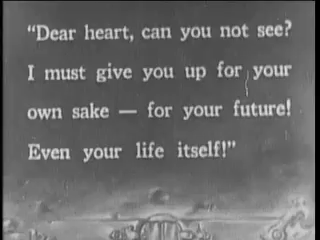 "Dear heart, can you not see?
I must give you up for your
own sake — for your future!
Even your life itself!"